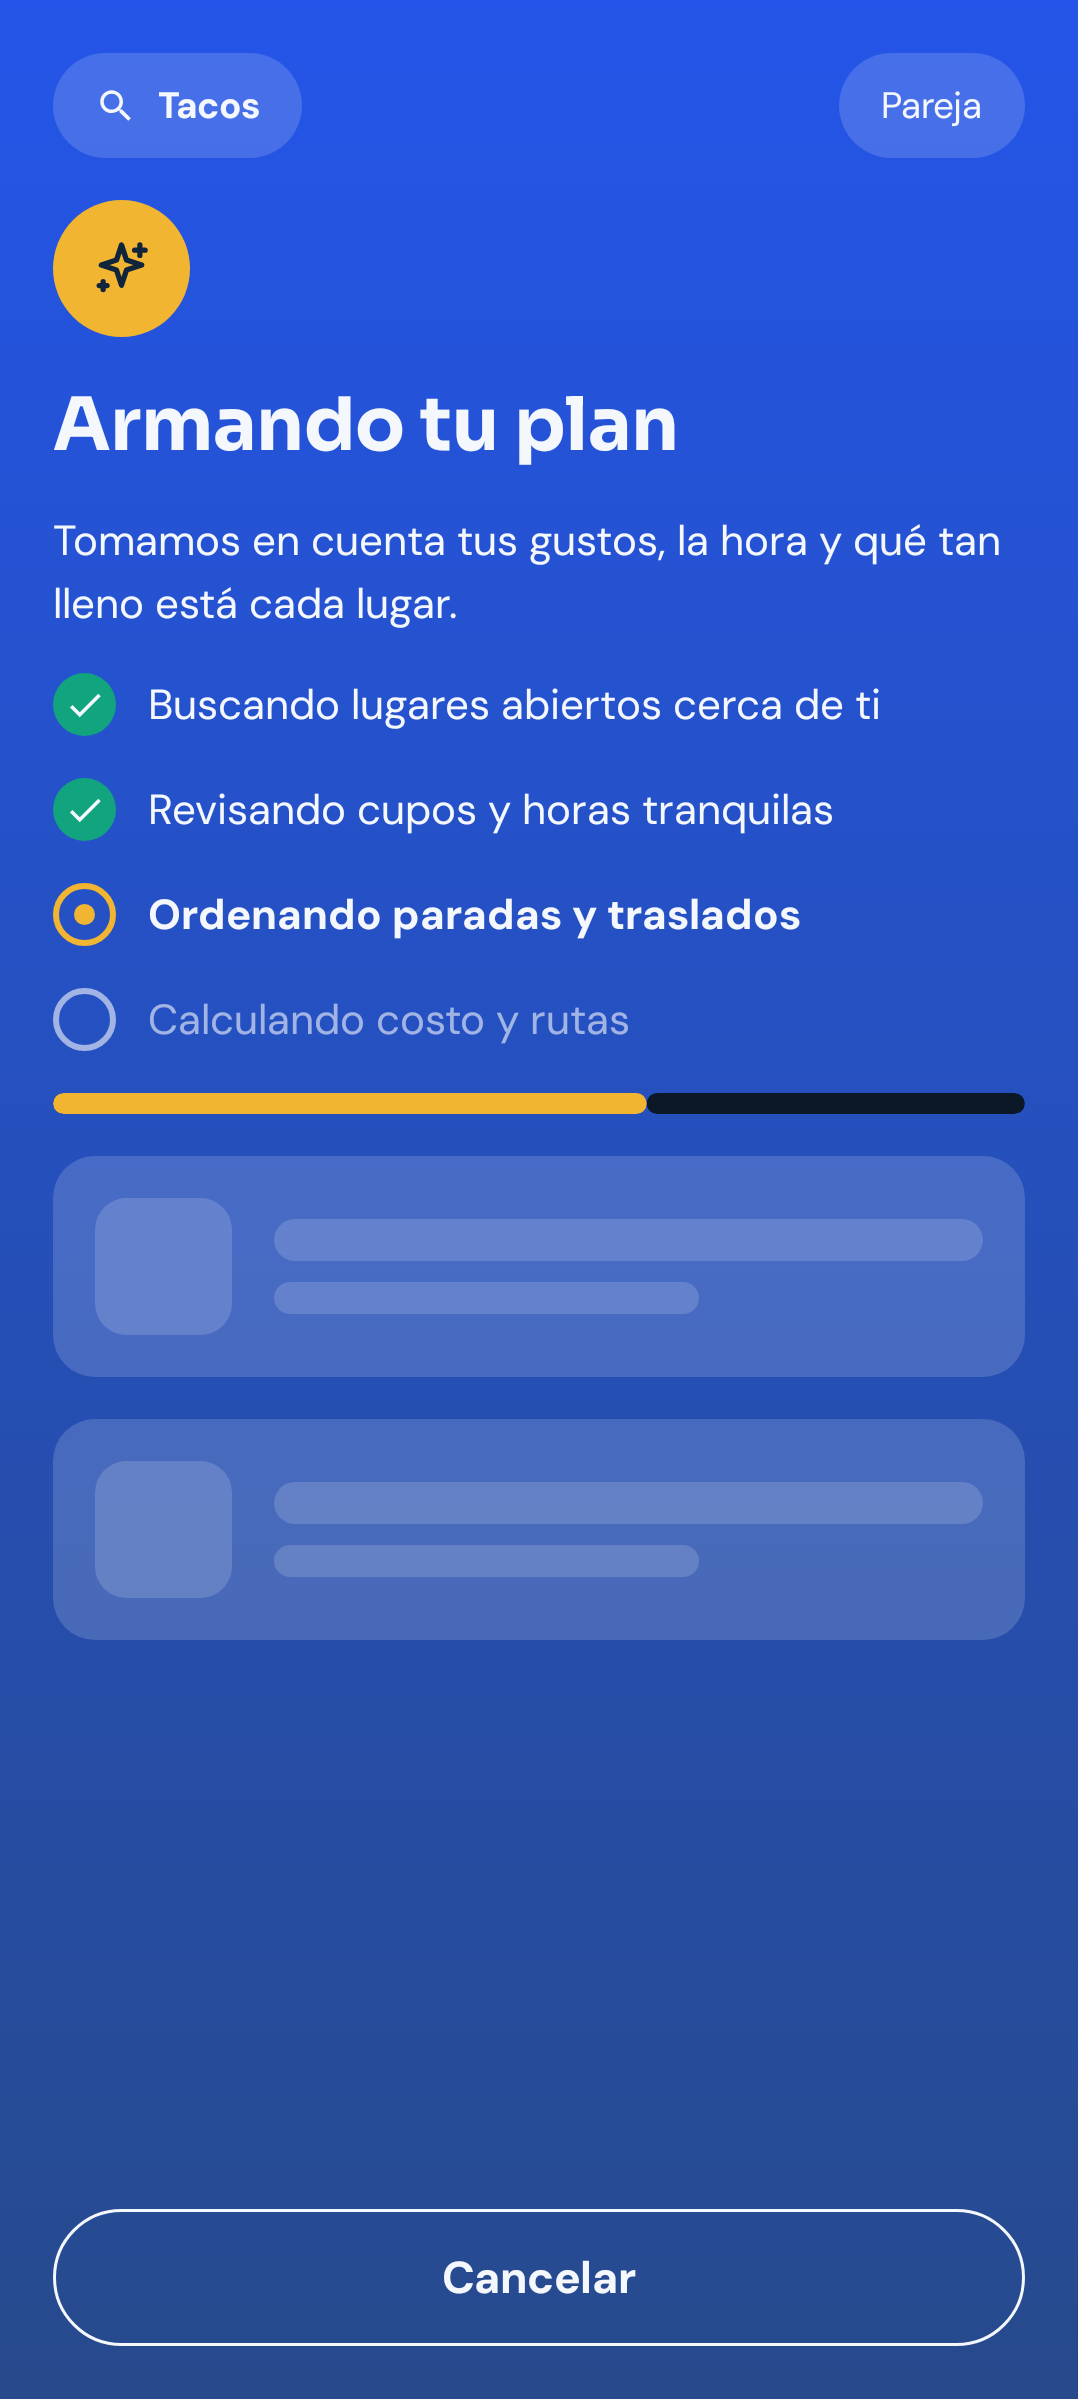 Tacos
Pareja
Armando tu plan
Tomamos en cuenta tus gustos, la hora y qué tan
lleno está cada lugar.
Buscando lugares abiertos cerca de ti
Revisando cupos y horas tranquilas
Ordenando paradas y traslados
Calculando costo y rutas
Cancelar